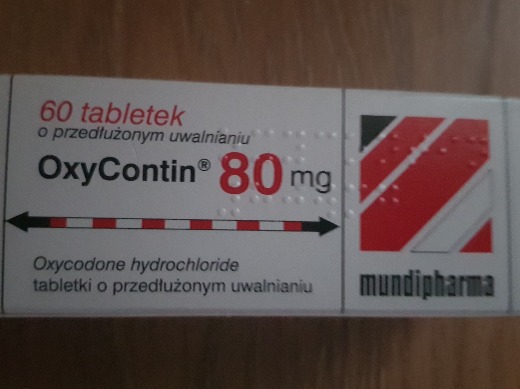 60 tabletek
o przedłużonym uwalnianiu
OxyContin® 80 mg
Oxycodone hydrochloride
tabletki o przedłużonym uwalnianiu
mundipharma